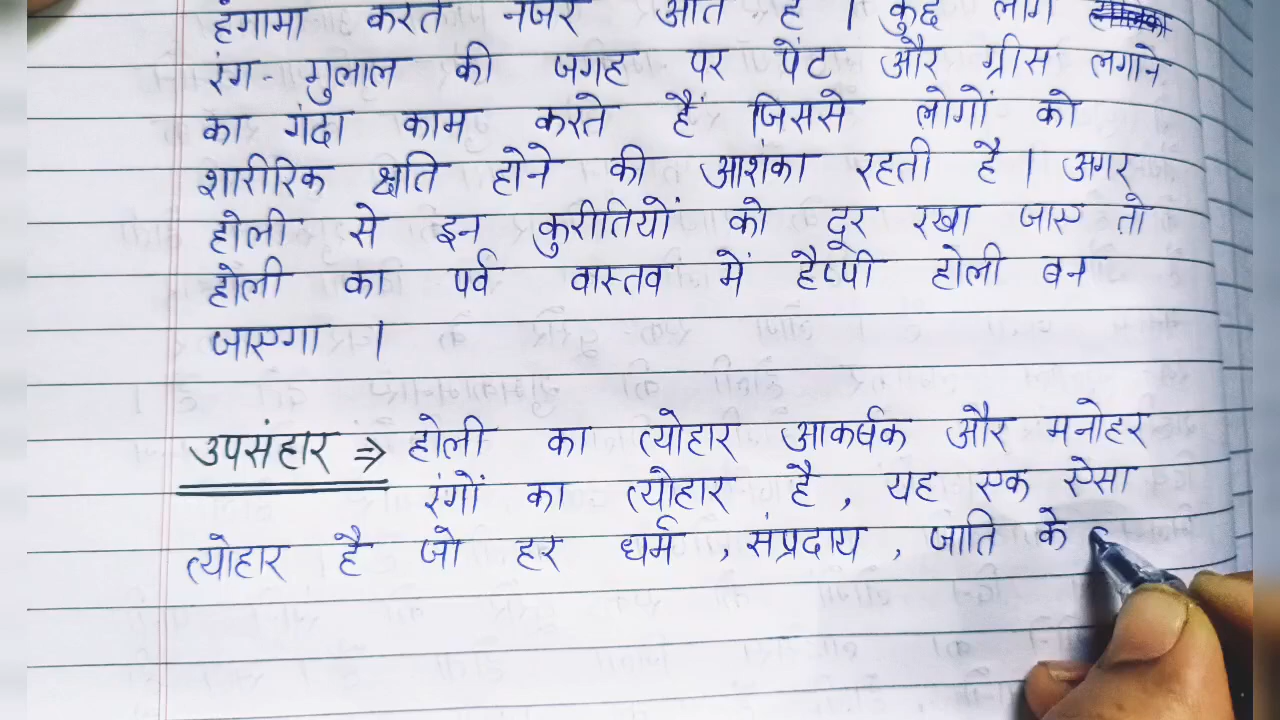 हंगामा करते नजर आते है । कुछ लोग
रंग-गुलाल की जगह पर पेंट और ग्रीस लगाने
का गंदा काम करते हैं जिससे लोगों को
शारीरिक क्षति होने की आशंका रहती है । अगर
होली से इन कुरीतियों को दूर रखा जाए तो
होली का पर्व वास्तव में हैप्पी होली बन
जाएगा ।
उपसंहार ⇒ होली का त्योहार आकर्षक और मनोहर
रंगों का त्योहार है , यह एक ऐसा
त्योहार है जो हर धर्म , संप्रदाय , जाति के